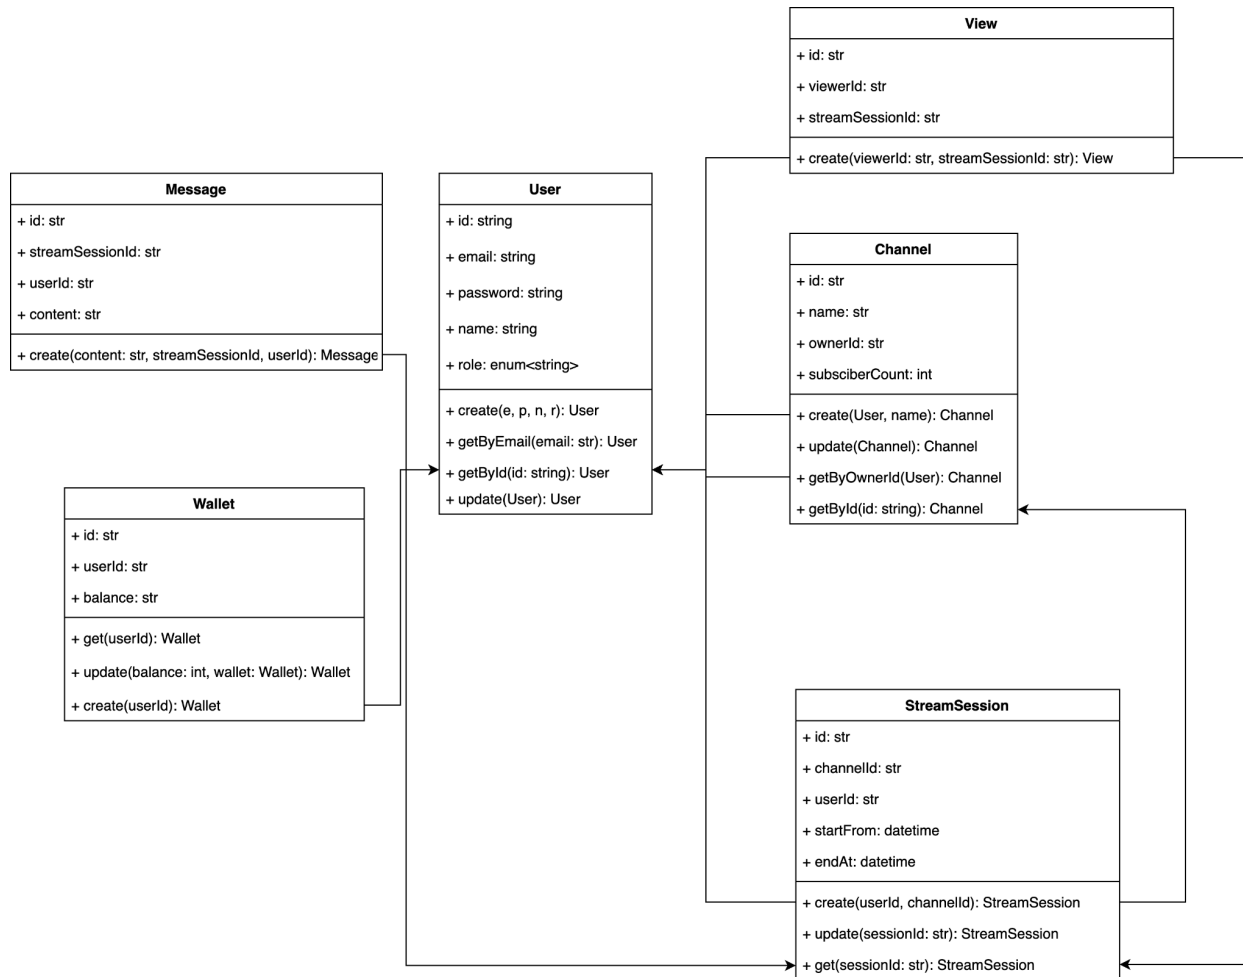 View
+ id: str
+ viewerId: str
+ streamSessionId: str
+ create(viewerId: str, streamSessionId: str): View
Message
+ id: str
+ streamSessionId: str
+ userId: str
+ content: str
+ create(content: str, streamSessionId, userId): Message
User
+ id: string
+ email: string
+ password: string
+ name: string
+ role: enum<string>
+ create(e, p, n, r): User
+ getByEmail(email: str): User
+ getById(id: string): User
+ update(User): User
Channel
+ id: str
+ name: str
+ ownerId: str
+ subsciberCount: int
+ create(User, name): Channel
+ update(Channel): Channel
+ getByOwnerId(User): Channel
+ getById(id: string): Channel
Wallet
+ id: str
+ userId: str
+ balance: str
+ get(userId): Wallet
+ update(balance: int, wallet: Wallet): Wallet
+ create(userId): Wallet
StreamSession
+ id: str
+ channelId: str
+ userId: str
+ startFrom: datetime
+ endAt: datetime
+ create(userId, channelId): StreamSession
+ update(sessionId: str): StreamSession
+ get(sessionId: str): StreamSession